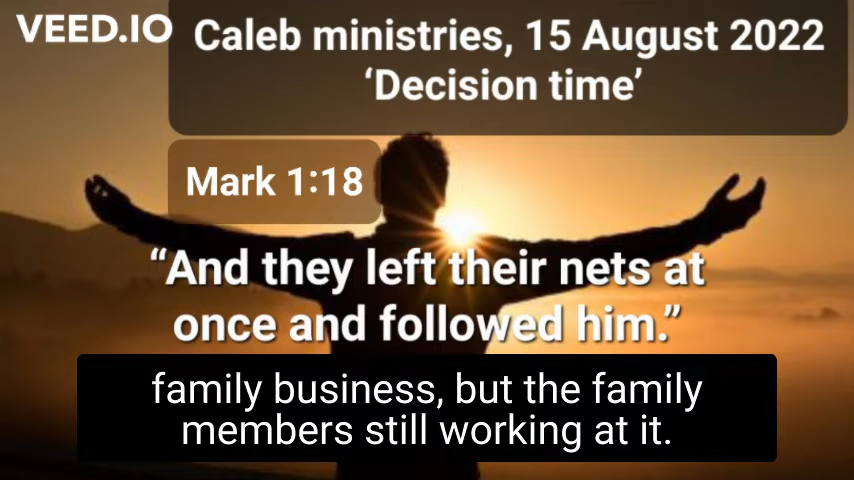 VEED.IO
Caleb ministries, 15 August 2022
‘Decision time’
Mark 1:18
“And they left their nets at
once and followed him.”
family business, but the family
members still working at it.